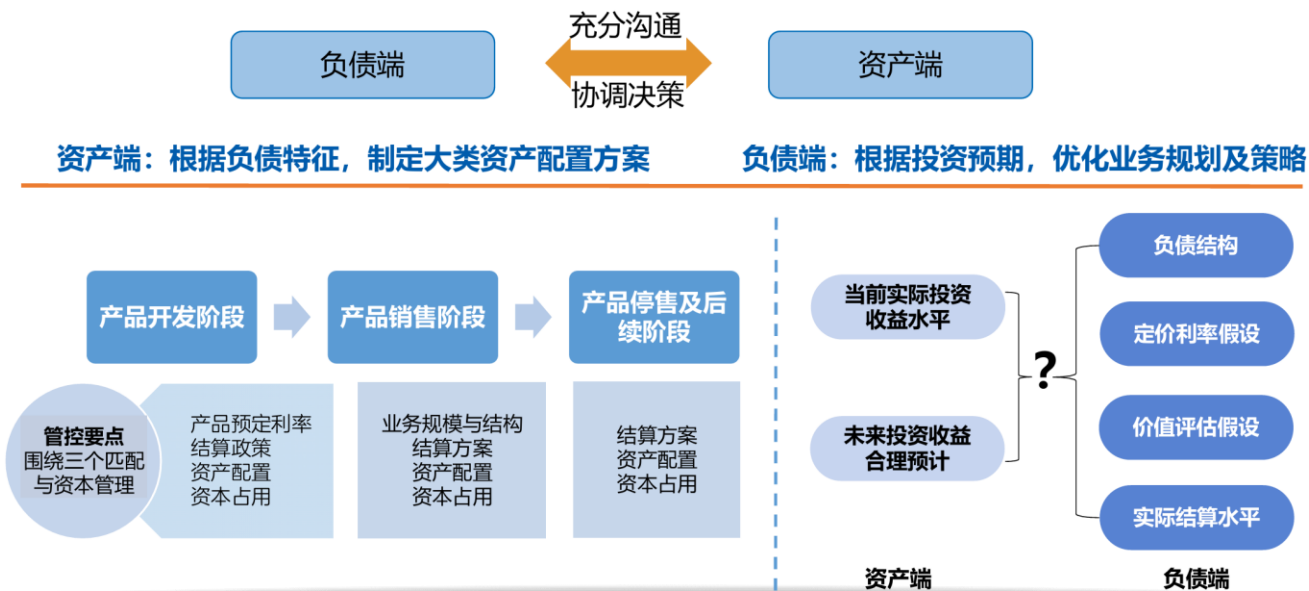 充分沟通
负债端
资产端
协调决策
资产端：根据负债特征，制定大类资产配置方案
负债端：根据投资预期，优化业务规划及策略
产品开发阶段
产品销售阶段
产品停售及后
续阶段
管控要点
围绕三个匹配
与资本管理
产品预定利率
结算政策
资产配置
资本占用
业务规模与结构
结算方案
资产配置
资本占用
结算方案
资产配置
资本占用
当前实际投资
收益水平
未来投资收益
合理预计
?
负债结构
定价利率假设
价值评估假设
实际结算水平
资产端
负债端